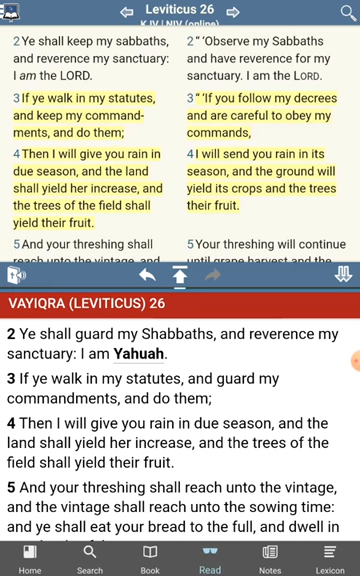 Leviticus 26
KJV | NIV (online)
2 Ye shall keep my sabbaths,
and reverence my sanctuary:
I am the LORD.
3 If ye walk in my statutes,
and keep my command-
ments, and do them;
4 Then I will give you rain in
due season, and the land
shall yield her increase, and
the trees of the field shall
yield their fruit.
5 And your threshing shall
reach unto the vintage, and
2 “ ‘Observe my Sabbaths
and have reverence for my
sanctuary. I am the LORD.
3 “ ‘If you follow my decrees
and are careful to obey my
commands,
4 I will send you rain in its
season, and the ground will
yield its crops and the trees
their fruit.
5 Your threshing will continue
until grape harvest and the
VAYIQRA (LEVITICUS) 26
2 Ye shall guard my Shabbaths, and reverence my
sanctuary: I am Yahuah.
3 If ye walk in my statutes, and guard my
commandments, and do them;
4 Then I will give you rain in due season, and the
land shall yield her increase, and the trees of the
field shall yield their fruit.
5 And your threshing shall reach unto the vintage,
and the vintage shall reach unto the sowing time:
and ye shall eat your bread to the full, and dwell in
Home
Search
Book
Read
Notes
Lexicon